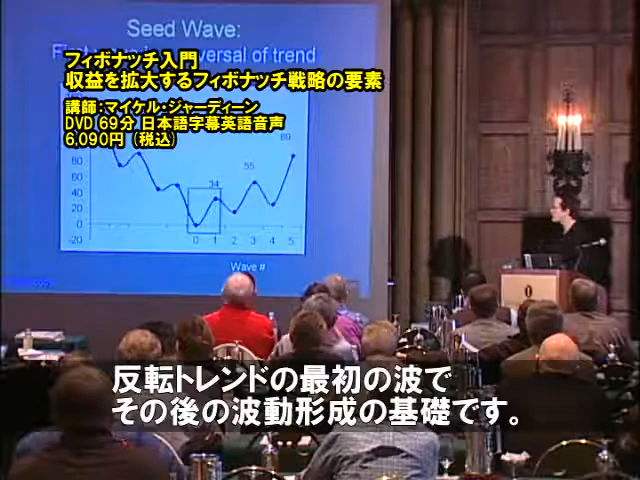 Seed Wave:
フィボナッチ入門
収益を拡大するフィボナッチ戦略の要素
講師:マイケル・ジャーディーン
DVD 69分 日本語字幕英語音声
6,090円 (税込)
of trend
89
80
60
55
40
34
20
0
-20
0 1 2 3 4 5
Wave #
反転トレンドの最初の波で
その後の波動形成の基礎です。